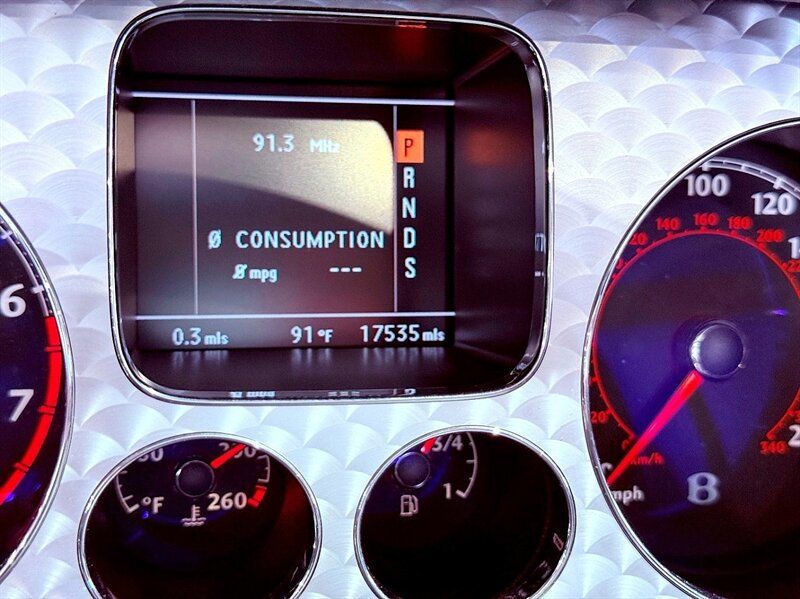 91.3 MHz
P
R
N
D
S
Ø CONSUMPTION
Ø mpg ---
0.3 mls 91 °F 17535 mls
6
7
°F
260
3/4
1
100
120
140
160
180
200
20
340
km/h
mph
B